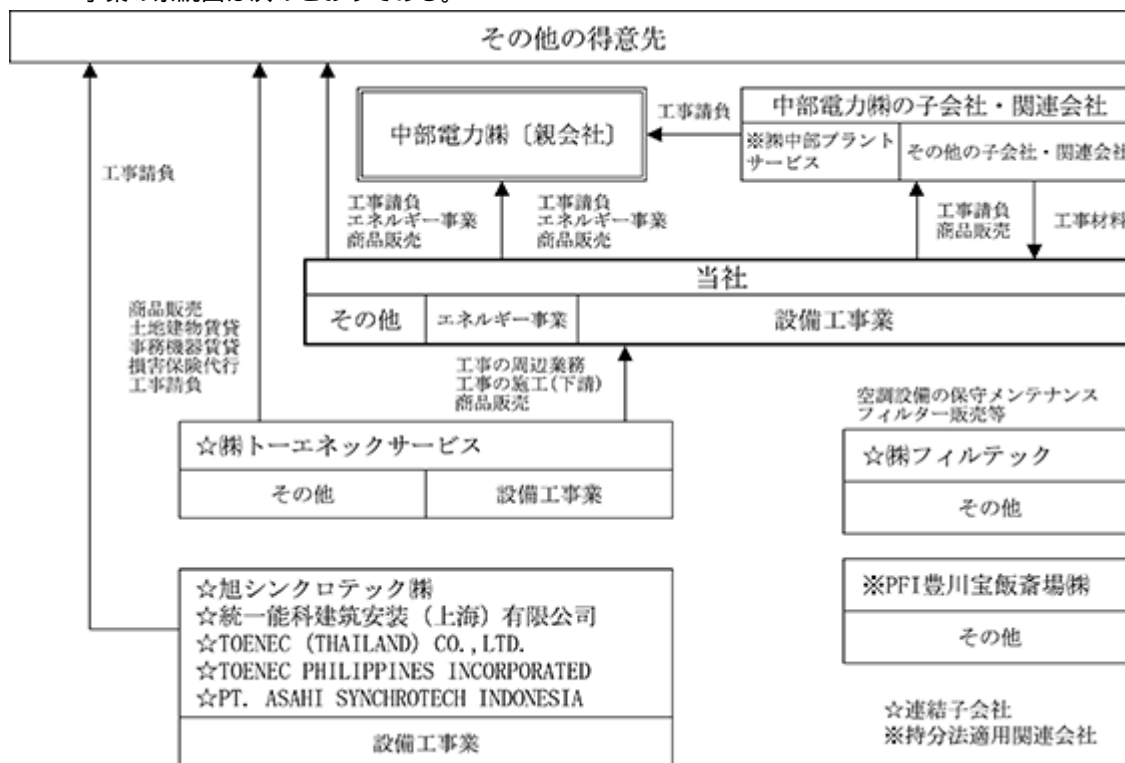 事業の系統図は次のとおりである。
その他の得意先
中部電力㈱〔親会社〕
工事請負
中部電力㈱の子会社・関連会社
※㈱中部プラント
サービス
その他の子会社・関連会社
工事請負
工事請負
エネルギー事業
商品販売
工事請負
エネルギー事業
商品販売
工事請負
商品販売
工事材料
当社
その他
エネルギー事業
設備工事業
商品販売
土地建物賃貸
事務機器賃貸
損害保険代行
工事請負
工事の周辺業務
工事の施工(下請)
商品販売
☆㈱トーエネックサービス
その他
設備工事業
空調設備の保守メンテナンス
フィルター販売等
☆㈱フィルテック
その他
☆旭シンクロテック㈱
☆統一能科建筑安装（上海）有限公司
☆TOENEC (THAILAND) CO.,LTD.
☆TOENEC PHILIPPINES INCORPORATED
☆PT. ASAHI SYNCHROTECH INDONESIA
設備工事業
※PFI豊川宝飯斎場㈱
その他
☆連結子会社
※持分法適用関連会社